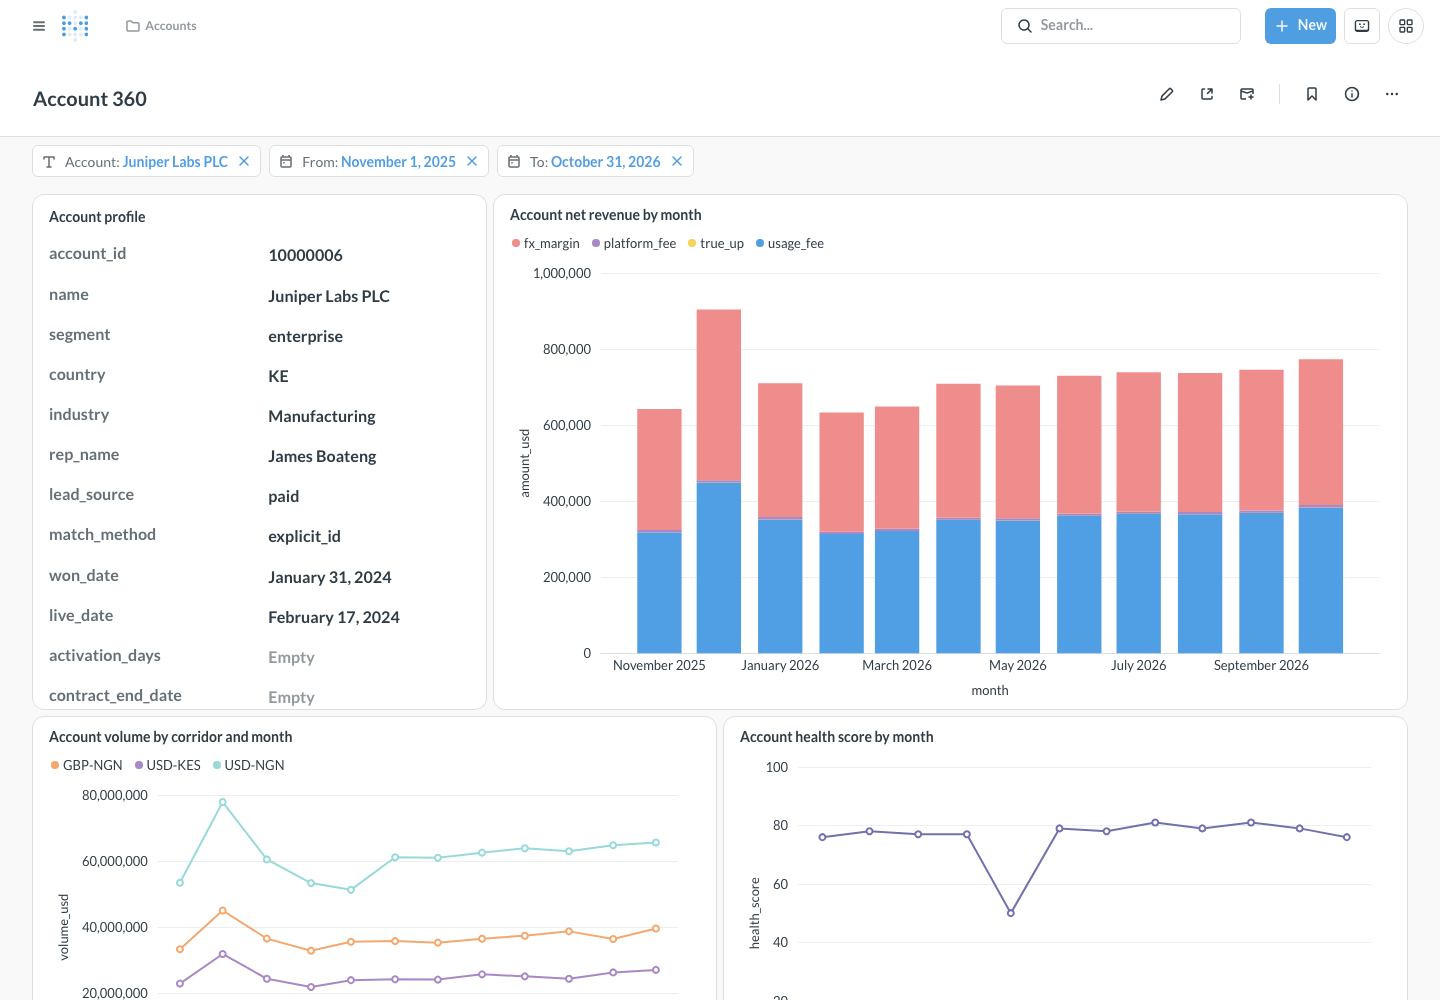 Accounts
Search...
New
Account 360
Account: Juniper Labs PLC
From: November 1, 2025
To: October 31, 2026
Account profile
account_id 10000006
name Juniper Labs PLC
segment enterprise
country KE
industry Manufacturing
rep_name James Boateng
lead_source paid
match_method explicit_id
won_date January 31, 2024
live_date February 17, 2024
activation_days Empty
contract_end_date Empty
Account net revenue by month
fx_margin platform_fee true_up usage_fee
1,000,000
800,000
600,000
400,000
200,000
0
amount_usd
November 2025 January 2026 March 2026 May 2026 July 2026 September 2026
month
Account volume by corridor and month
GBP-NGN USD-KES USD-NGN
80,000,000
60,000,000
40,000,000
20,000,000
volume_usd
Account health score by month
100
80
60
40
20
health_score